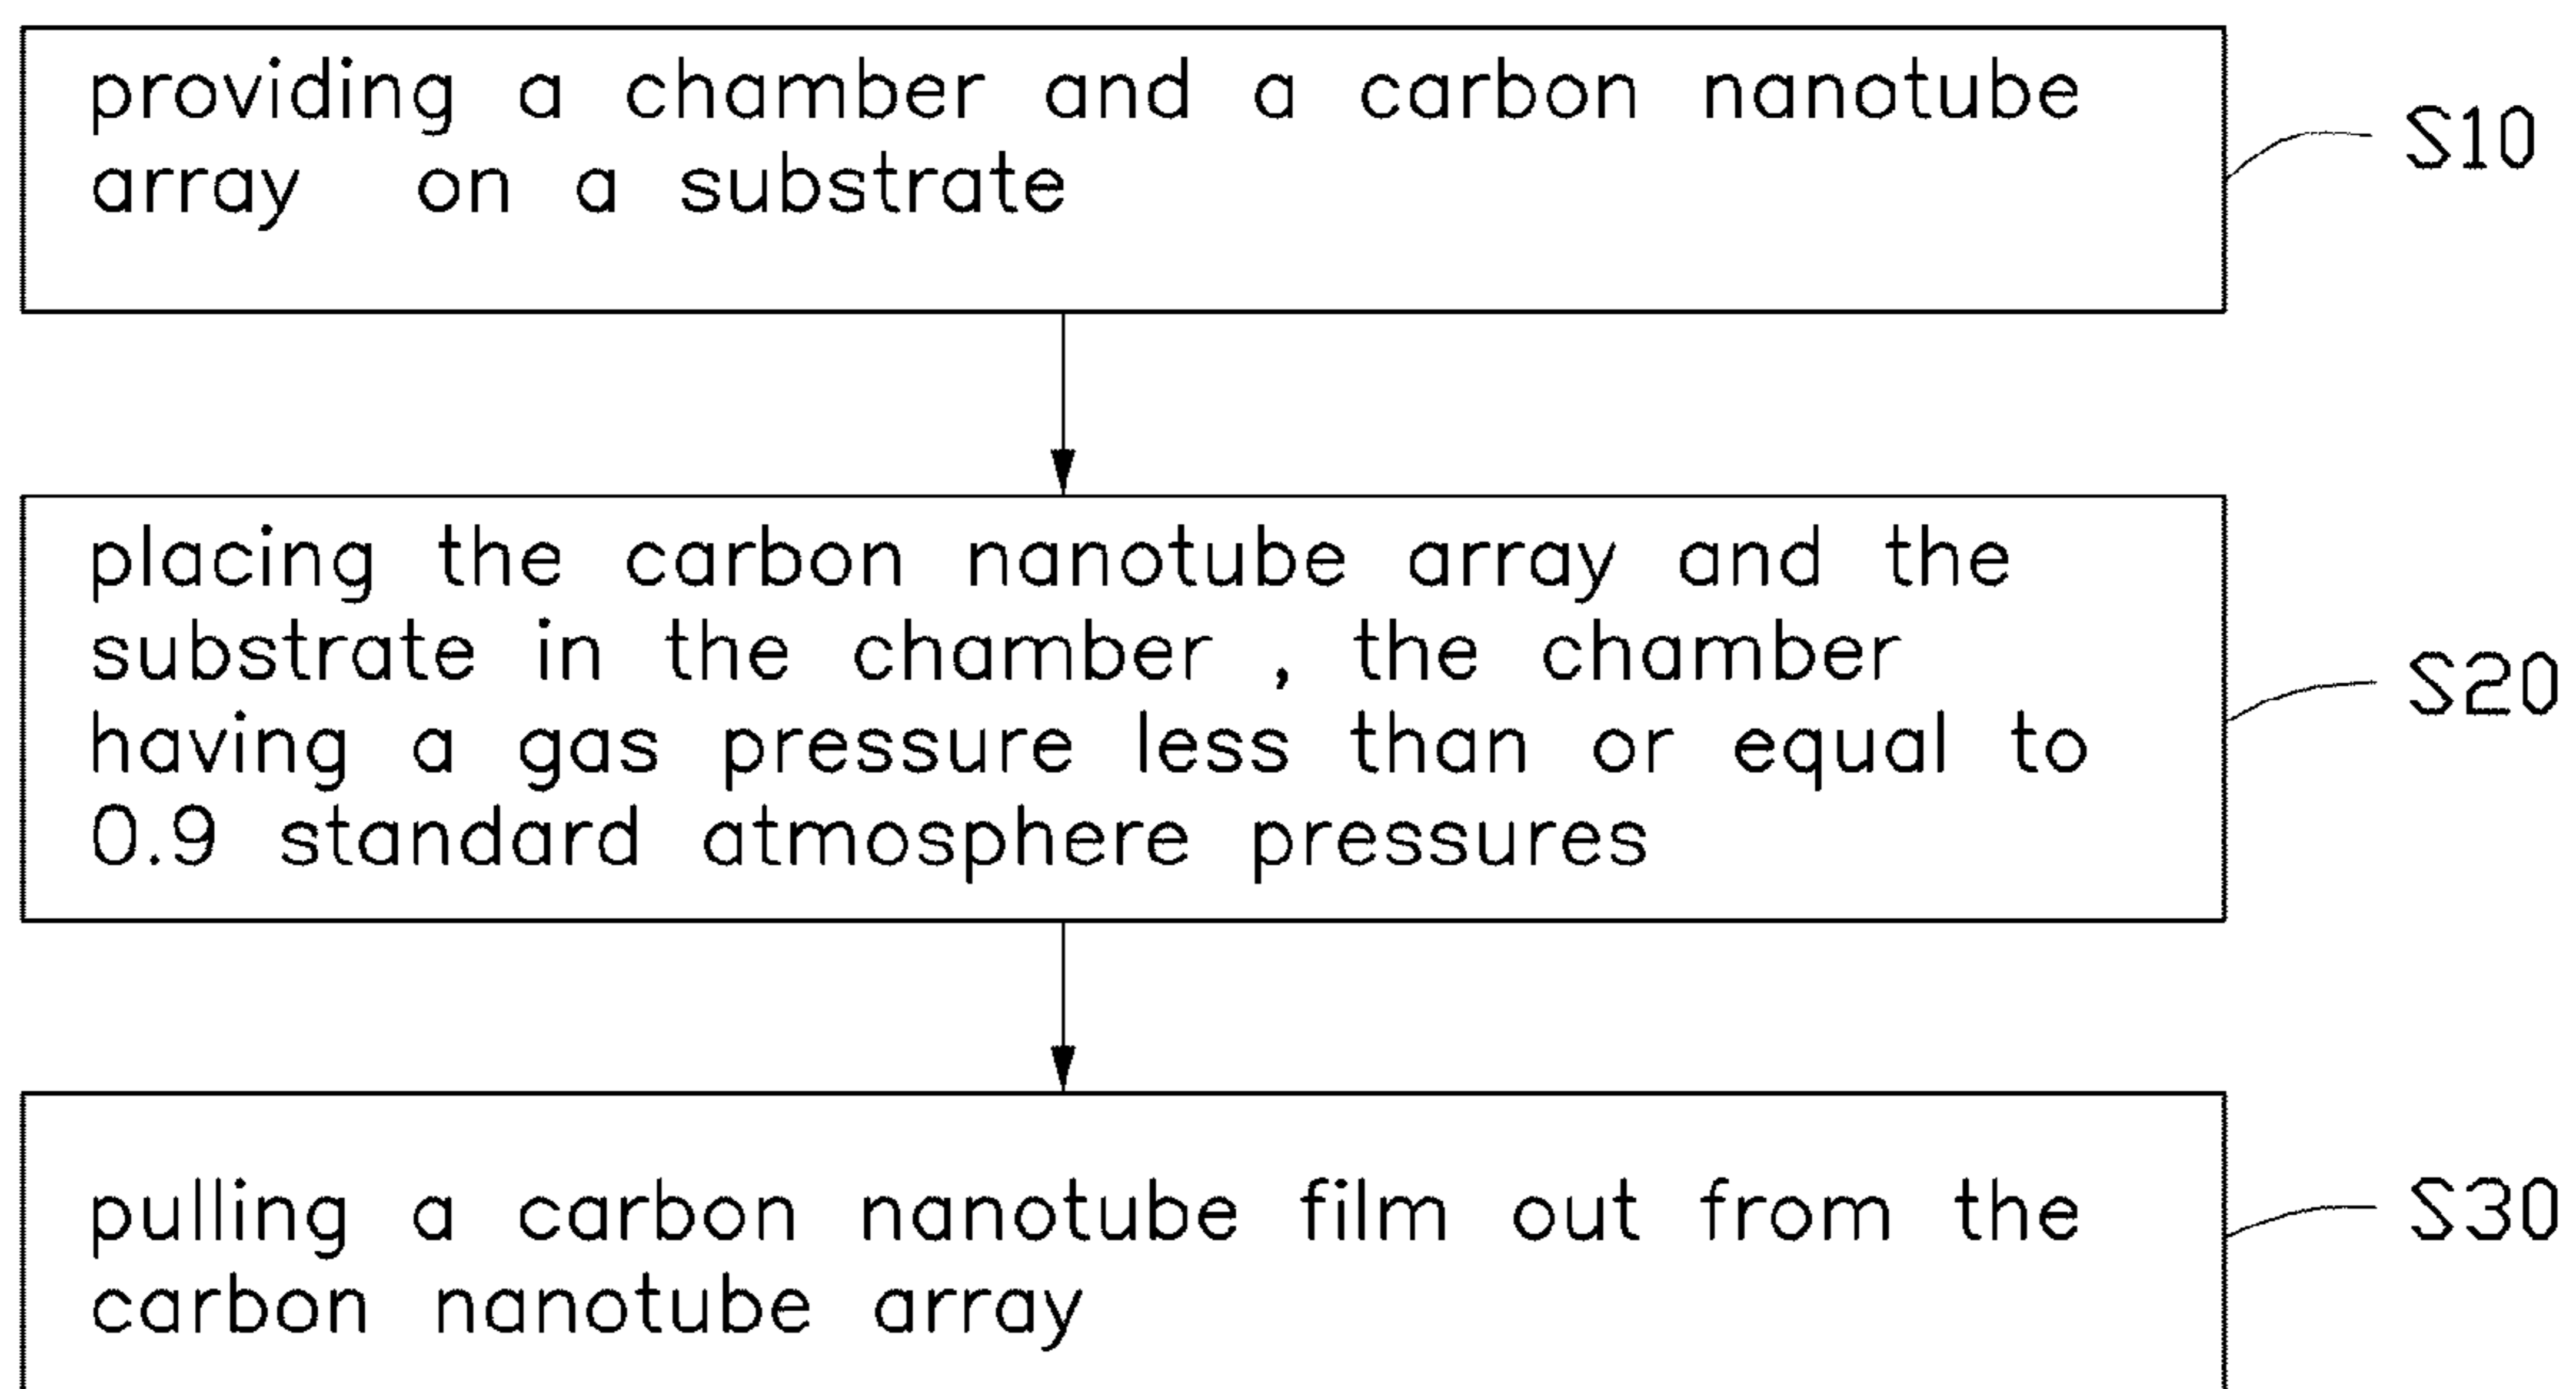 providing a chamber and a carbon nanotube
array on a substrate
S10
placing the carbon nanotube array and the
substrate in the chamber , the chamber
having a gas pressure less than or equal to
0.9 standard atmosphere pressures
S20
pulling a carbon nanotube film out from the
carbon nanotube array
S30